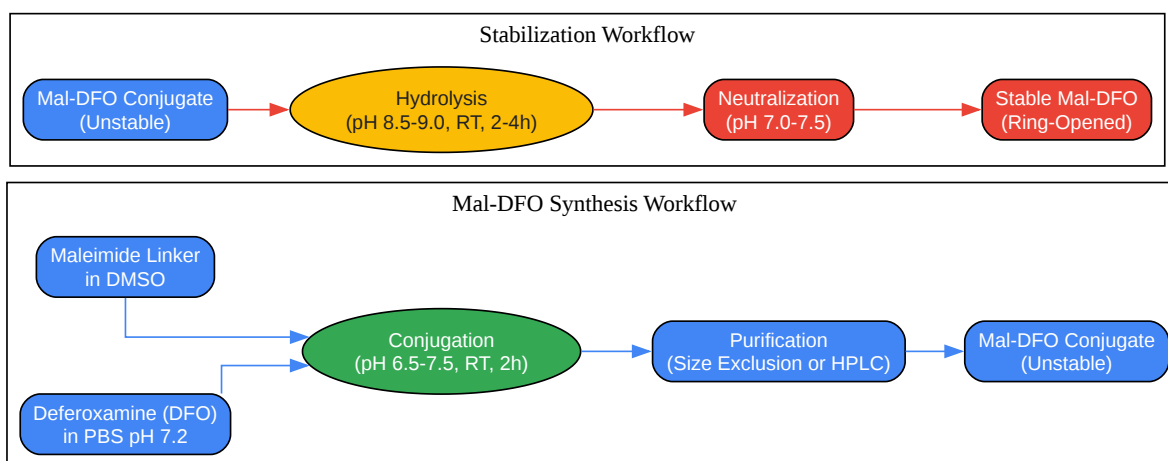 Stabilization Workflow
Mal-DFO Conjugate
(Unstable)
Hydrolysis
(pH 8.5-9.0, RT, 2-4h)
Neutralization
(pH 7.0-7.5)
Stable Mal-DFO
(Ring-Opened)
Mal-DFO Synthesis Workflow
Maleimide Linker
in DMSO
Deferoxamine (DFO)
in PBS pH 7.2
Conjugation
(pH 6.5-7.5, RT, 2h)
Purification
(Size Exclusion or HPLC)
Mal-DFO Conjugate
(Unstable)